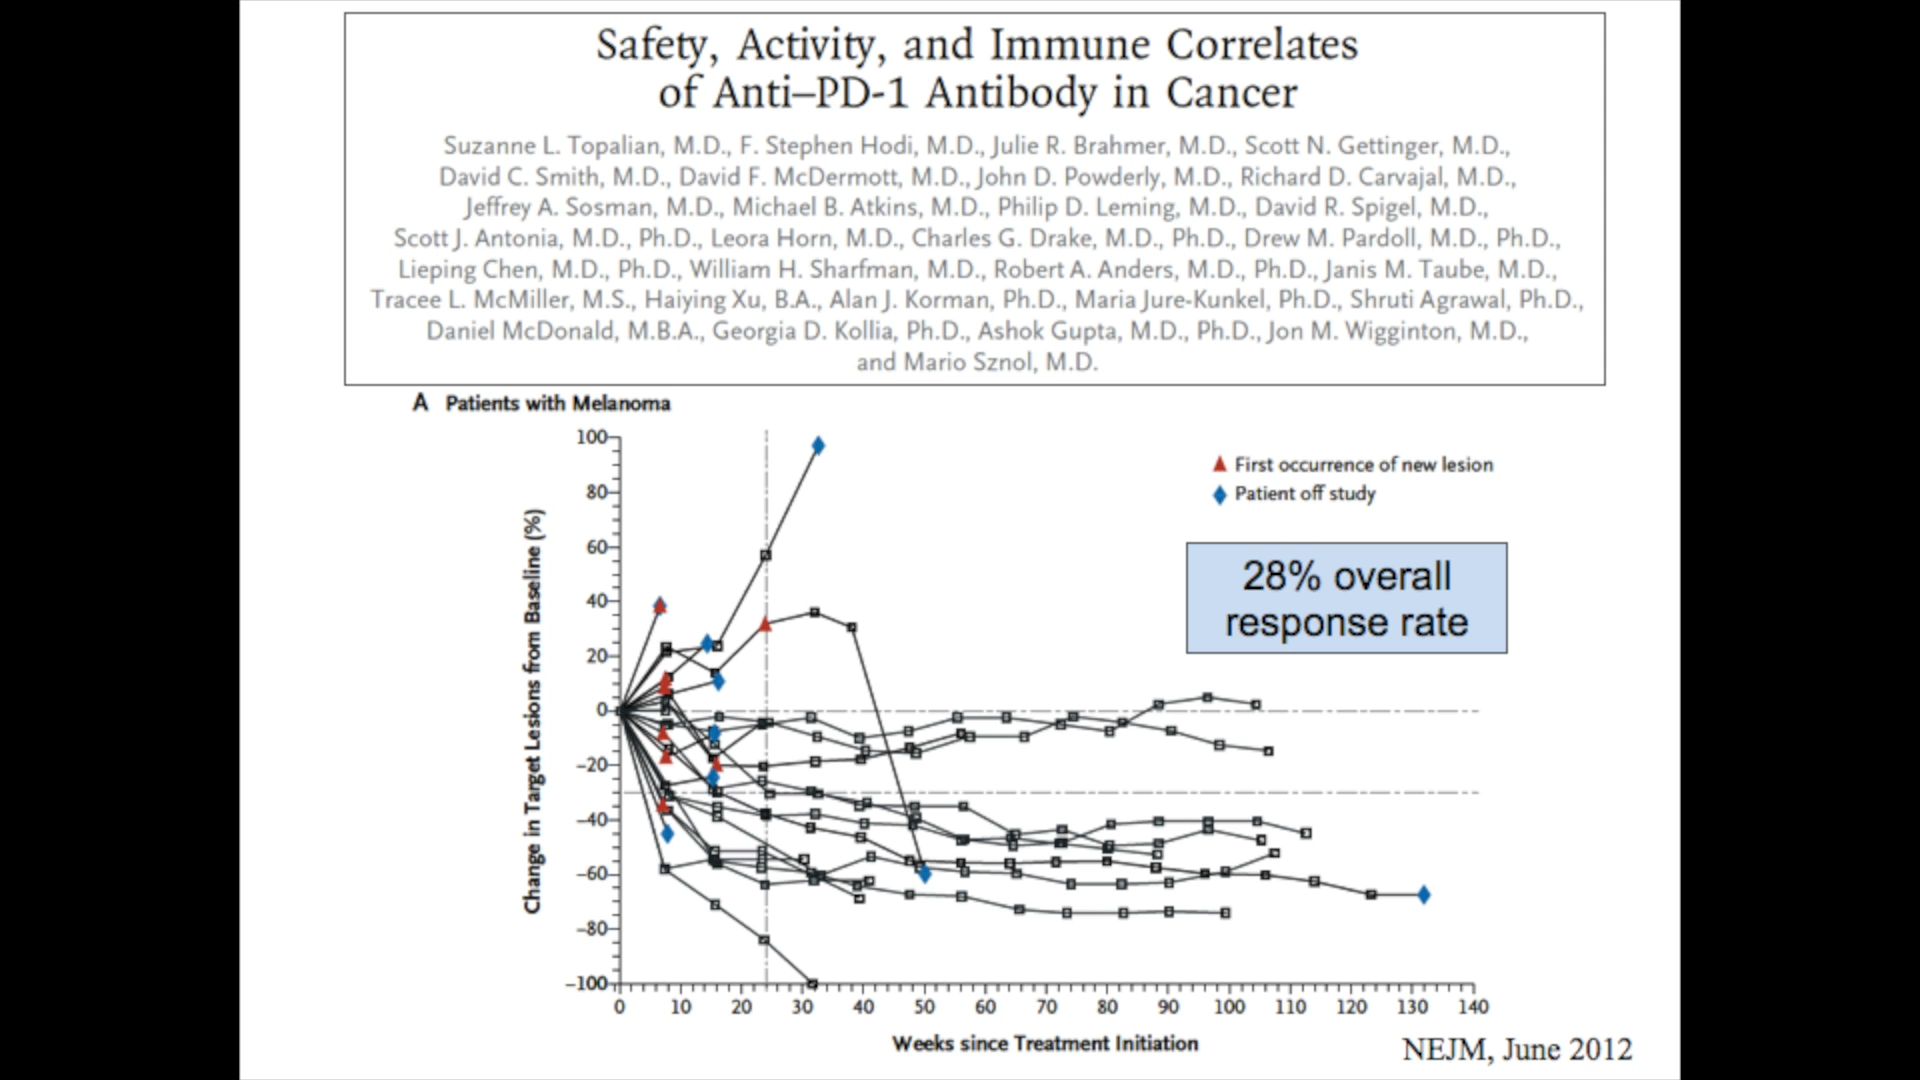 Safety, Activity, and Immune Correlates
of Anti–PD-1 Antibody in Cancer
Suzanne L. Topalian, M.D., F. Stephen Hodi, M.D., Julie R. Brahmer, M.D., Scott N. Gettinger, M.D.,
David C. Smith, M.D., David F. McDermott, M.D., John D. Powderly, M.D., Richard D. Carvajal, M.D.,
Jeffrey A. Sosman, M.D., Michael B. Atkins, M.D., Philip D. Leming, M.D., David R. Spigel, M.D.,
Scott J. Antonia, M.D., Ph.D., Leora Horn, M.D., Charles G. Drake, M.D., Ph.D., Drew M. Pardoll, M.D., Ph.D.,
Lieping Chen, M.D., Ph.D., William H. Sharfman, M.D., Robert A. Anders, M.D., Ph.D., Janis M. Taube, M.D.,
Tracee L. McMiller, M.S., Haiying Xu, B.A., Alan J. Korman, Ph.D., Maria Jure-Kunkel, Ph.D., Shruti Agrawal, Ph.D.,
Daniel McDonald, M.B.A., Georgia D. Kollia, Ph.D., Ashok Gupta, M.D., Ph.D., Jon M. Wigginton, M.D.,
and Mario Sznol, M.D.
A Patients with Melanoma
Change in Target Lesions from Baseline (%)
100
80
60
40
20
0
–20
–40
–60
–80
–100
First occurrence of new lesion
Patient off study
28% overall
response rate
0 10 20 30 40 50 60 70 80 90 100 110 120 130 140
Weeks since Treatment Initiation
NEJM, June 2012